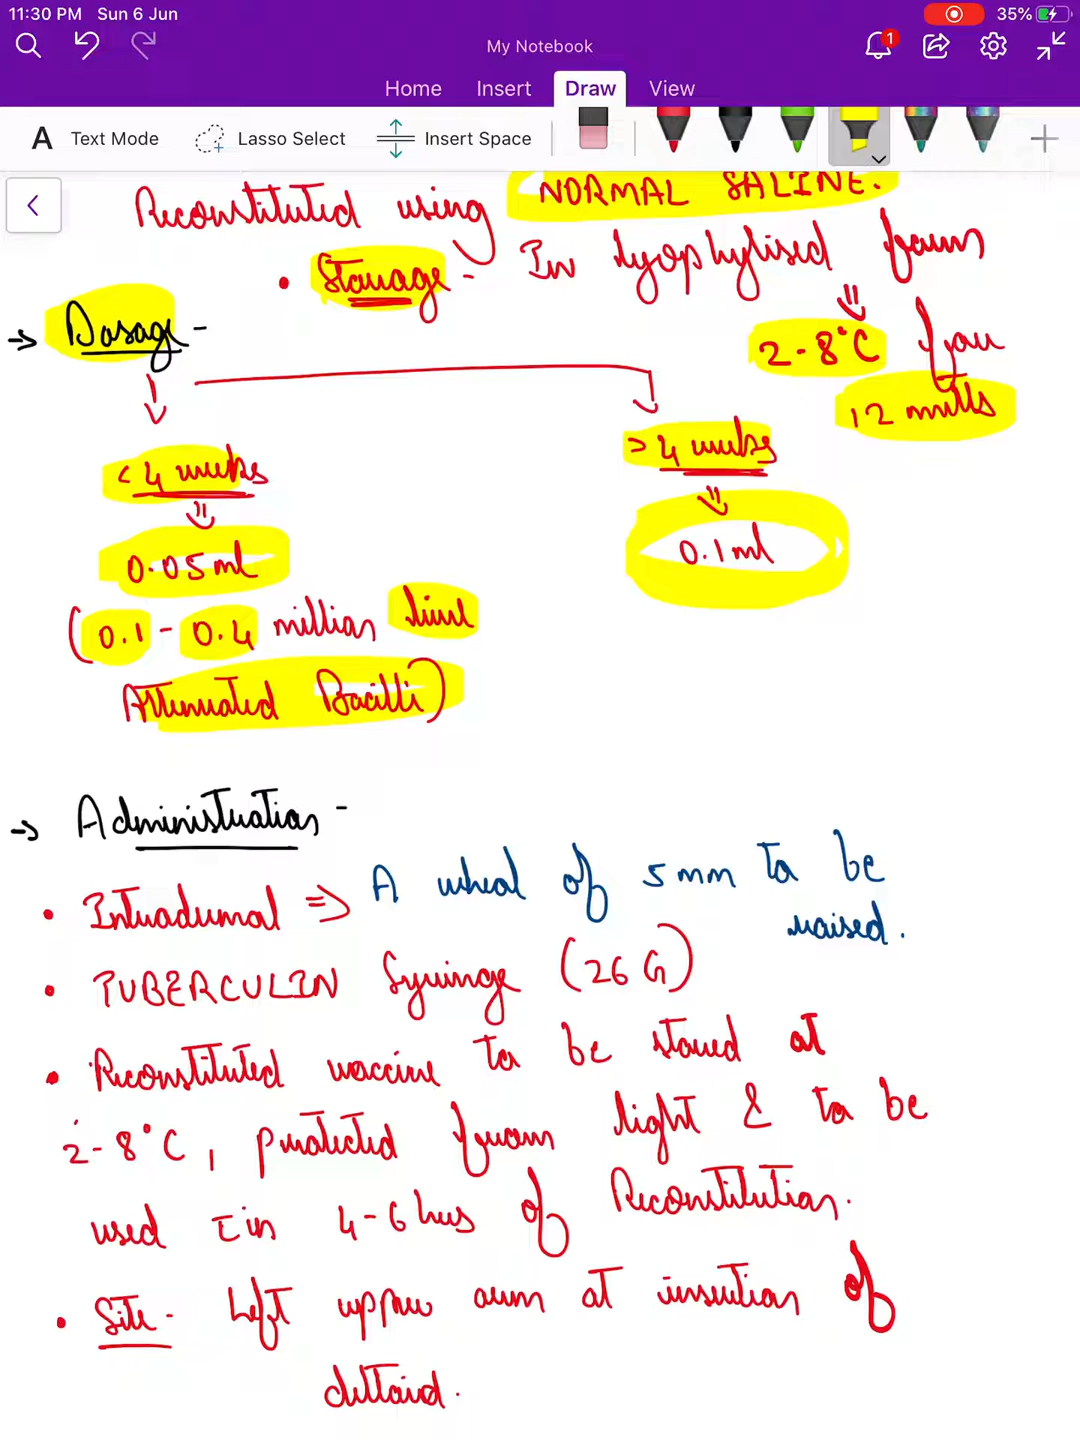 11:30 PM Sun 6 Jun 35%
1
My Notebook
Home Insert Draw View
A Text Mode Lasso Select Insert Space
Reconstituted using NORMAL SALINE.
• Storage - In lyophylised form
⇓
2-8°C for
12 mnths
→ Dosage -
< 4 weeks
⇓
0.05 ml
(0.1 - 0.4 million live
Attenuated Bacilli)
> 4 weeks
⇓
0.1 ml
→ Administration -
• Intradermal ⇒ A wheal of 5 mm to be
raised.
• TUBERCULIN Syringe (26 G)
• Reconstituted vaccine to be stored at
2-8°C, protected from light & to be
used in 4-6 hrs of Reconstitution.
• Site - Left upper arm at insertion of
deltoid.